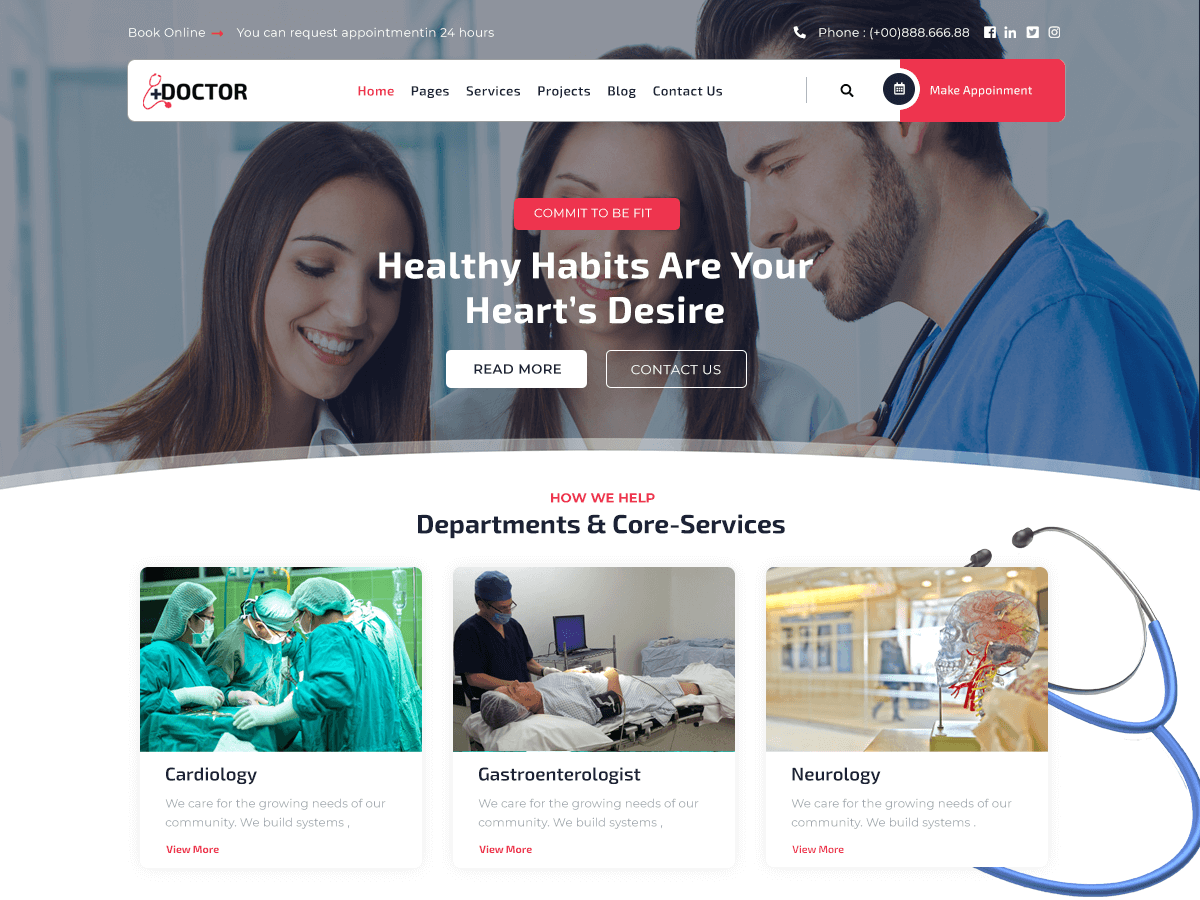 Book Online → You can request appointmentin 24 hours
Phone : (+00)888.666.88
DOCTOR
Home Pages Services Projects Blog Contact Us
Make Appoinment
COMMIT TO BE FIT
Healthy Habits Are Your
Heart’s Desire
READ MORE CONTACT US
HOW WE HELP
Departments & Core-Services
Cardiology
We care for the growing needs of our
community. We build systems ,
View More
Gastroenterologist
We care for the growing needs of our
community. We build systems ,
View More
Neurology
We care for the growing needs of our
community. We build systems .
View More